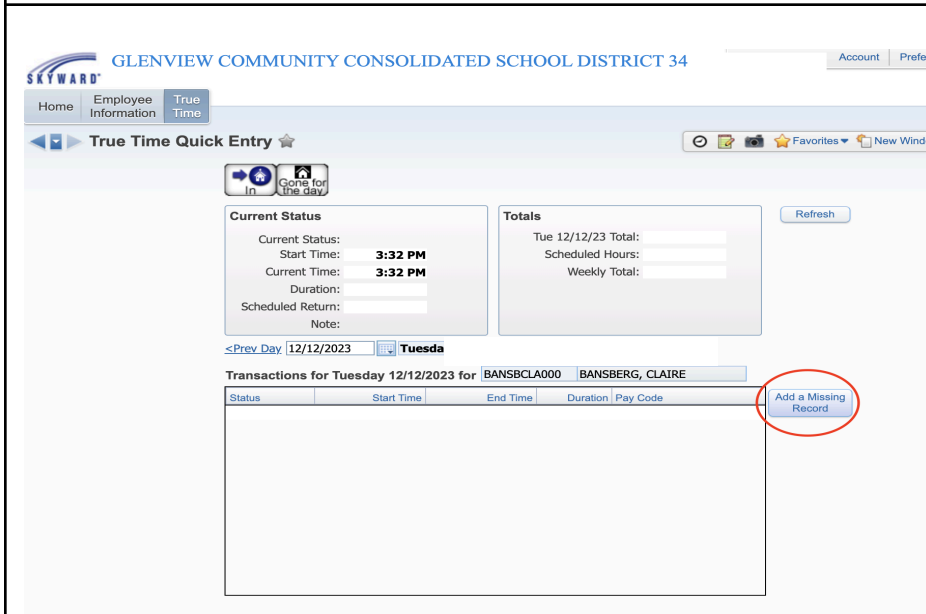 SKYWARD®
GLENVIEW COMMUNITY CONSOLIDATED SCHOOL DISTRICT 34
Account Prefe
Home
Employee Information
True Time
True Time Quick Entry
Favorites
New Wind
In
Gone for the day
Current Status
Current Status:
Start Time: 3:32 PM
Current Time: 3:32 PM
Duration:
Scheduled Return:
Note:
Totals
Tue 12/12/23 Total:
Scheduled Hours:
Weekly Total:
Refresh
<Prev Day 12/12/2023 Tuesda
Transactions for Tuesday 12/12/2023 for BANSBCLA000 BANSBERG, CLAIRE
Status Start Time End Time Duration Pay Code
Add a Missing
Record